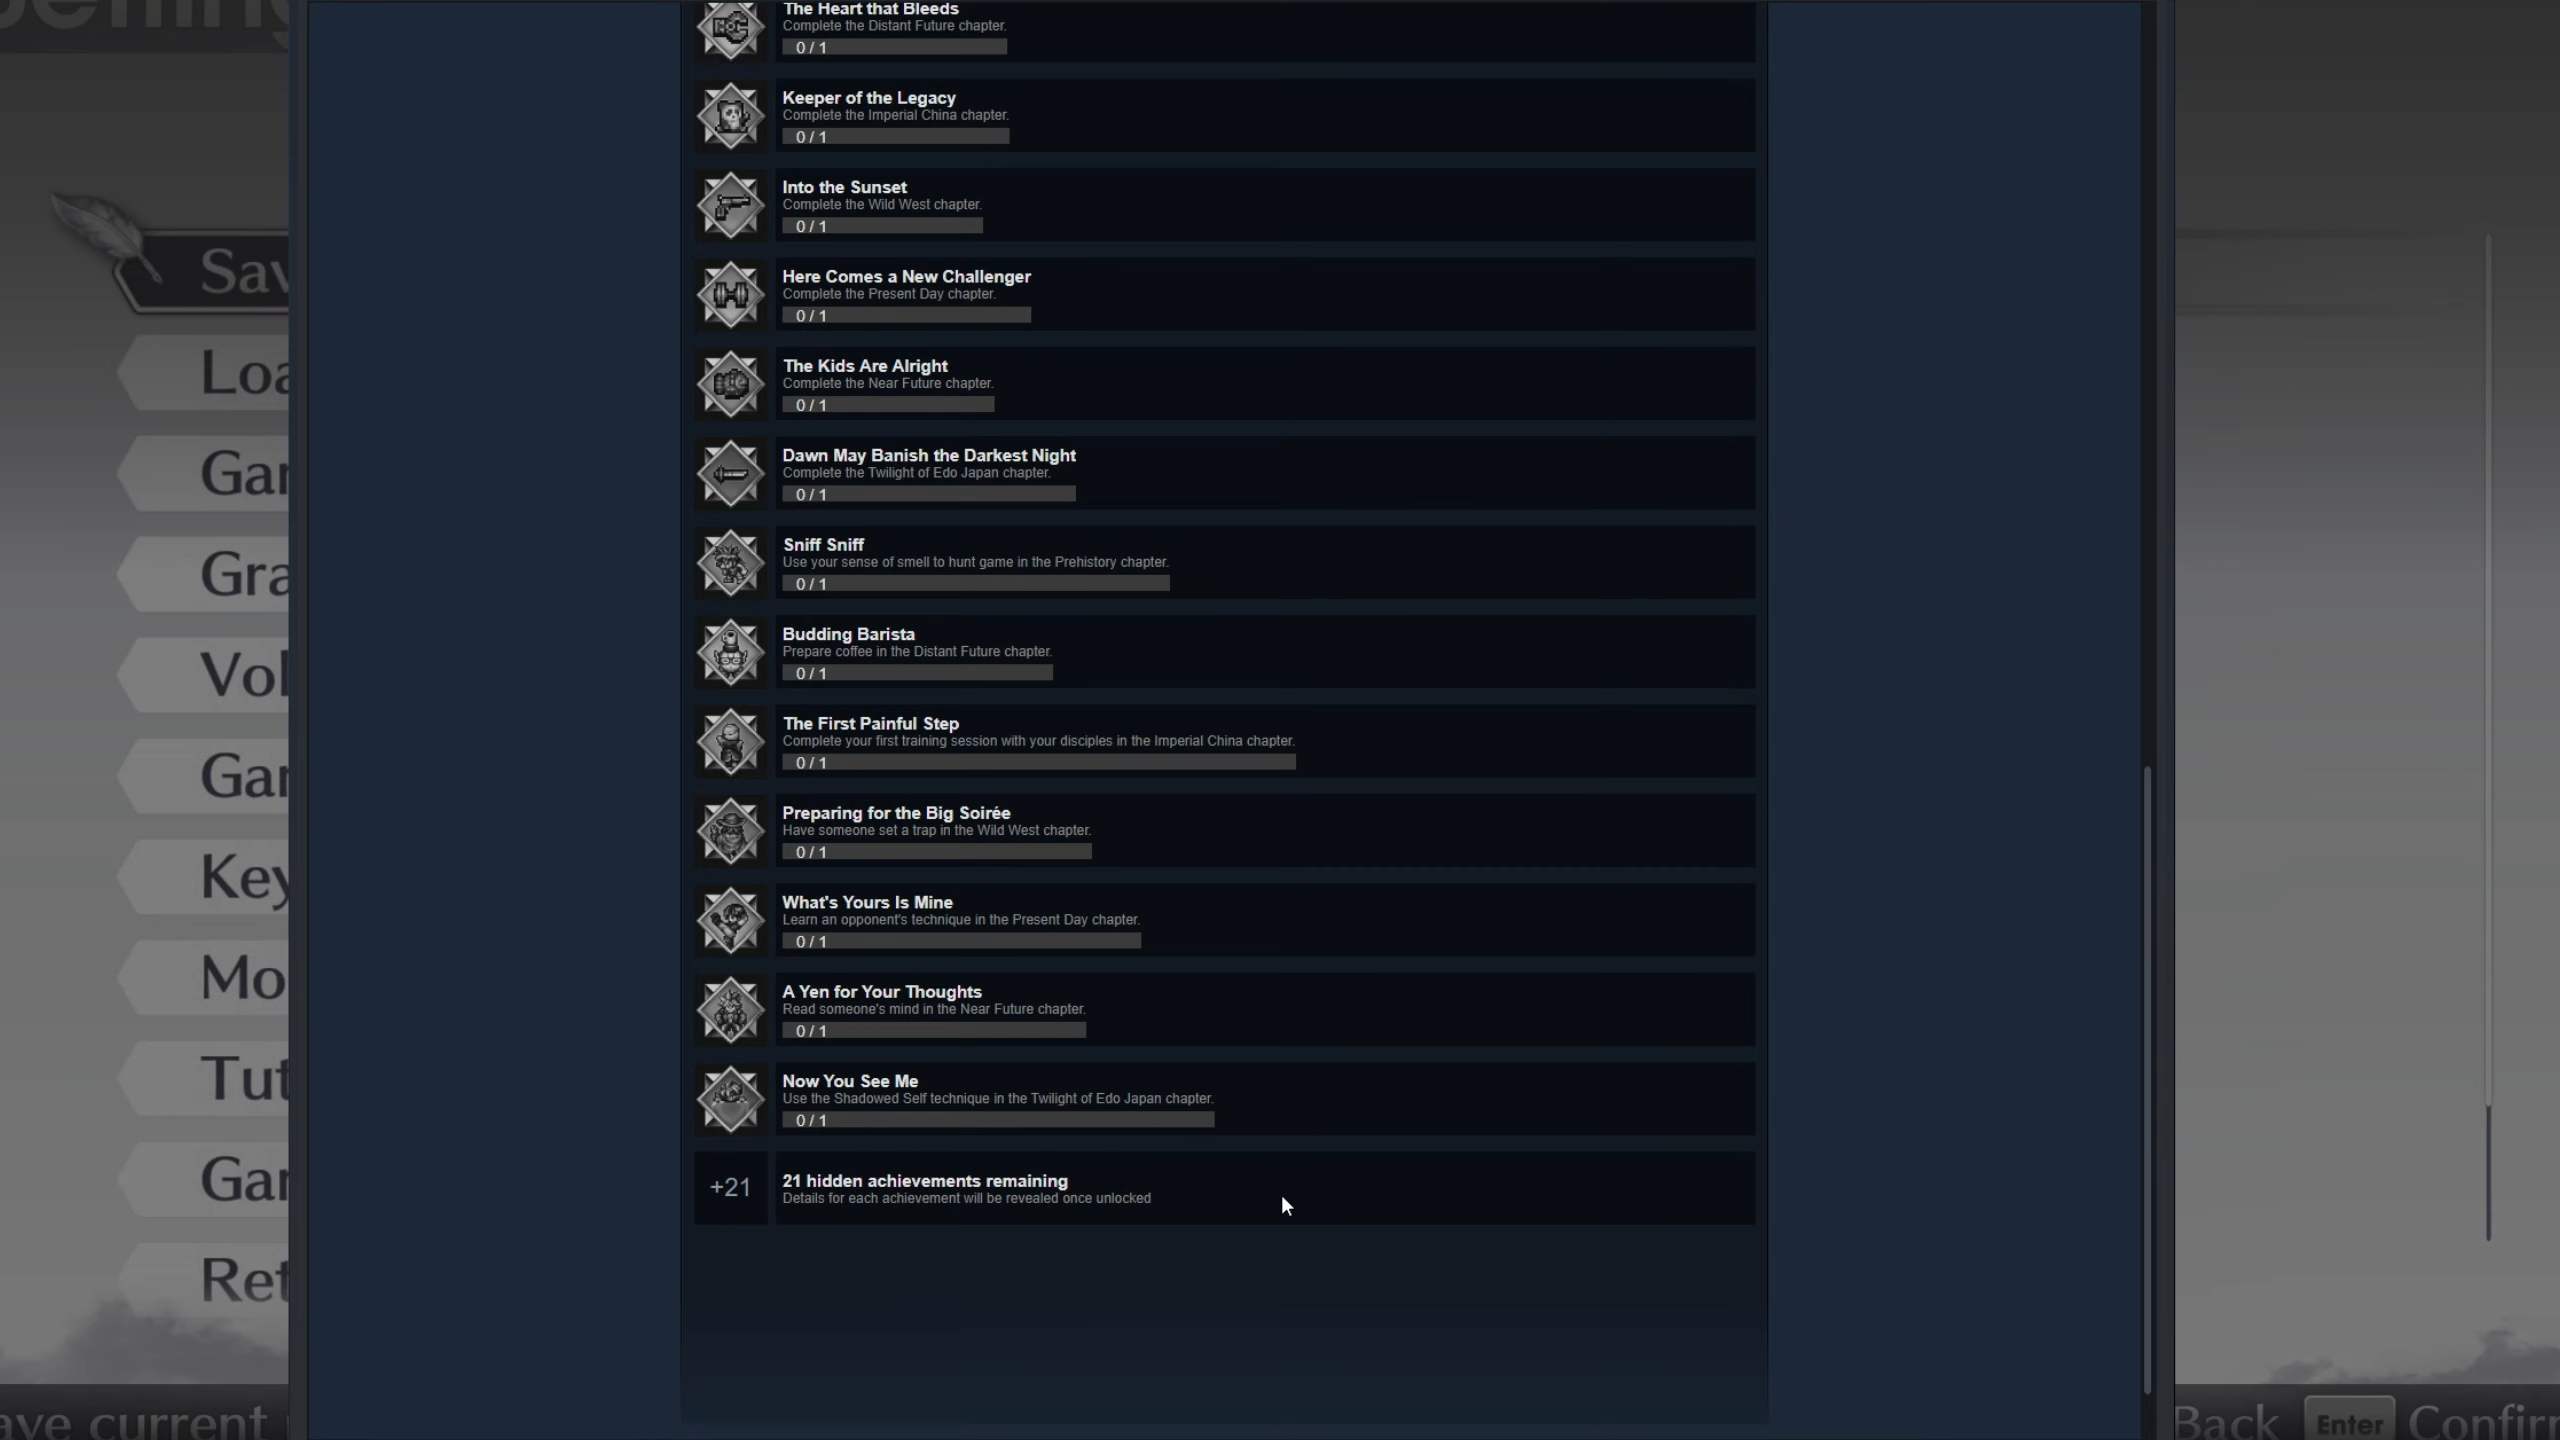 The Heart that Bleeds
Complete the Distant Future chapter.
0 / 1
Keeper of the Legacy
Complete the Imperial China chapter.
0 / 1
Into the Sunset
Complete the Wild West chapter.
0 / 1
Here Comes a New Challenger
Complete the Present Day chapter.
0 / 1
The Kids Are Alright
Complete the Near Future chapter.
0 / 1
Dawn May Banish the Darkest Night
Complete the Twilight of Edo Japan chapter.
0 / 1
Sniff Sniff
Use your sense of smell to hunt game in the Prehistory chapter.
0 / 1
Budding Barista
Prepare coffee in the Distant Future chapter.
0 / 1
The First Painful Step
Complete your first training session with your disciples in the Imperial China chapter.
0 / 1
Preparing for the Big Soirée
Have someone set a trap in the Wild West chapter.
0 / 1
What's Yours Is Mine
Learn an opponent's technique in the Present Day chapter.
0 / 1
A Yen for Your Thoughts
Read someone's mind in the Near Future chapter.
0 / 1
Now You See Me
Use the Shadowed Self technique in the Twilight of Edo Japan chapter.
0 / 1
+21
21 hidden achievements remaining
Details for each achievement will be revealed once unlocked
Sav
Loa
Gar
Gra
Vol
Gar
Key
Mo
Tut
Gar
Ret
ave current
Back Enter Confirm